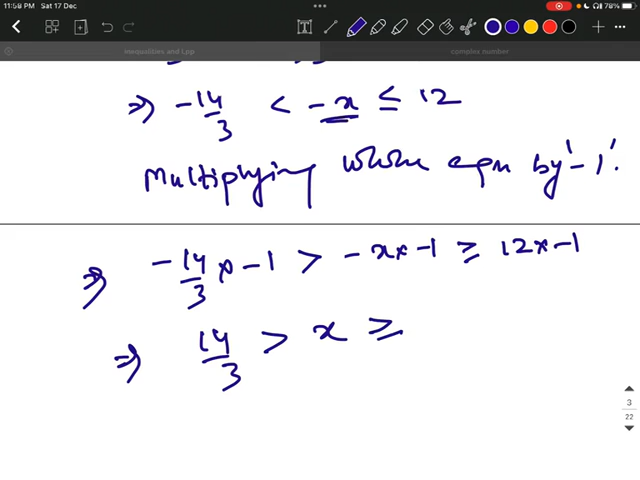 11:58 PM Sat 17 Dec
78%
inequalities and l.pp
complex number
⇒ -14/3 < -x ≤ 12
Multiplying whole eqn by '-1'.
⇒ -14/3 x -1 > -x x -1 ≥ 12 x -1
⇒ 14/3 > x ≥
3
22